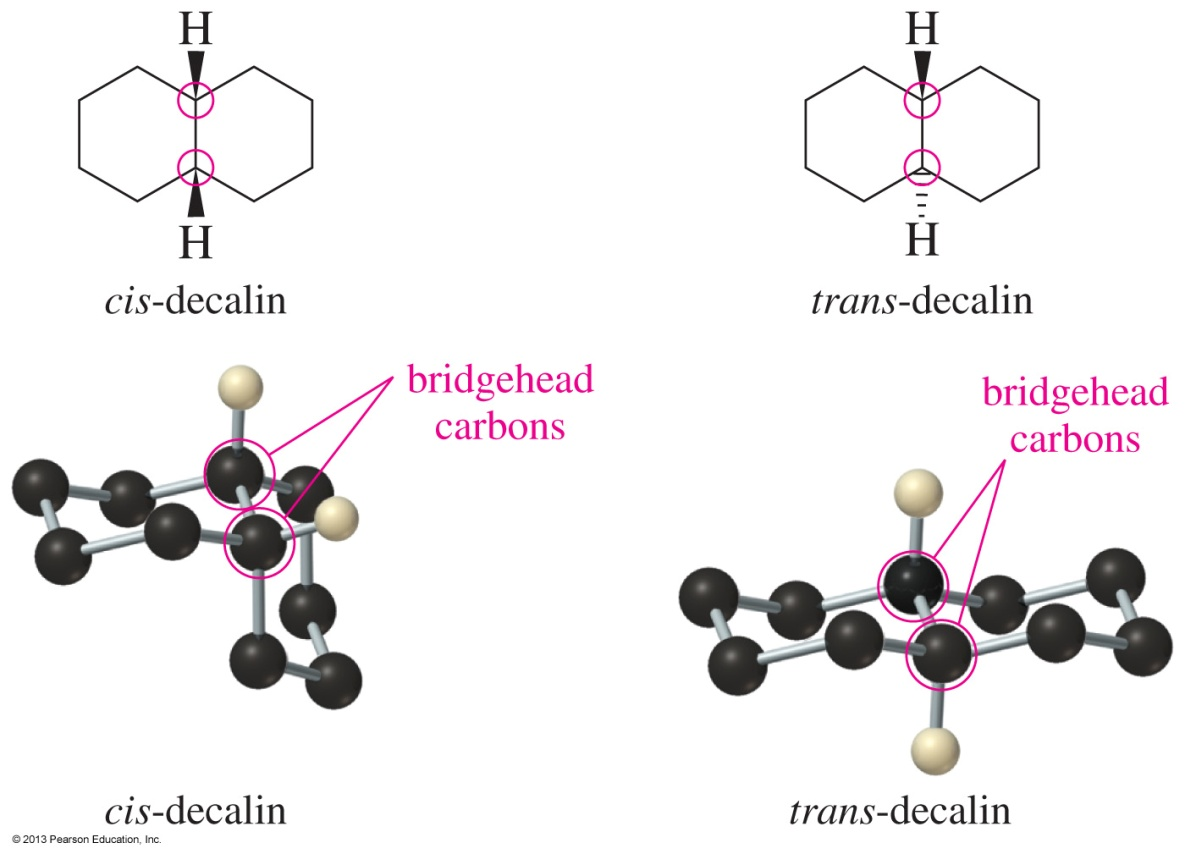 H
H
H
H
cis-decalin
trans-decalin
bridgehead
carbons
bridgehead
carbons
cis-decalin
trans-decalin
© 2013 Pearson Education, Inc.